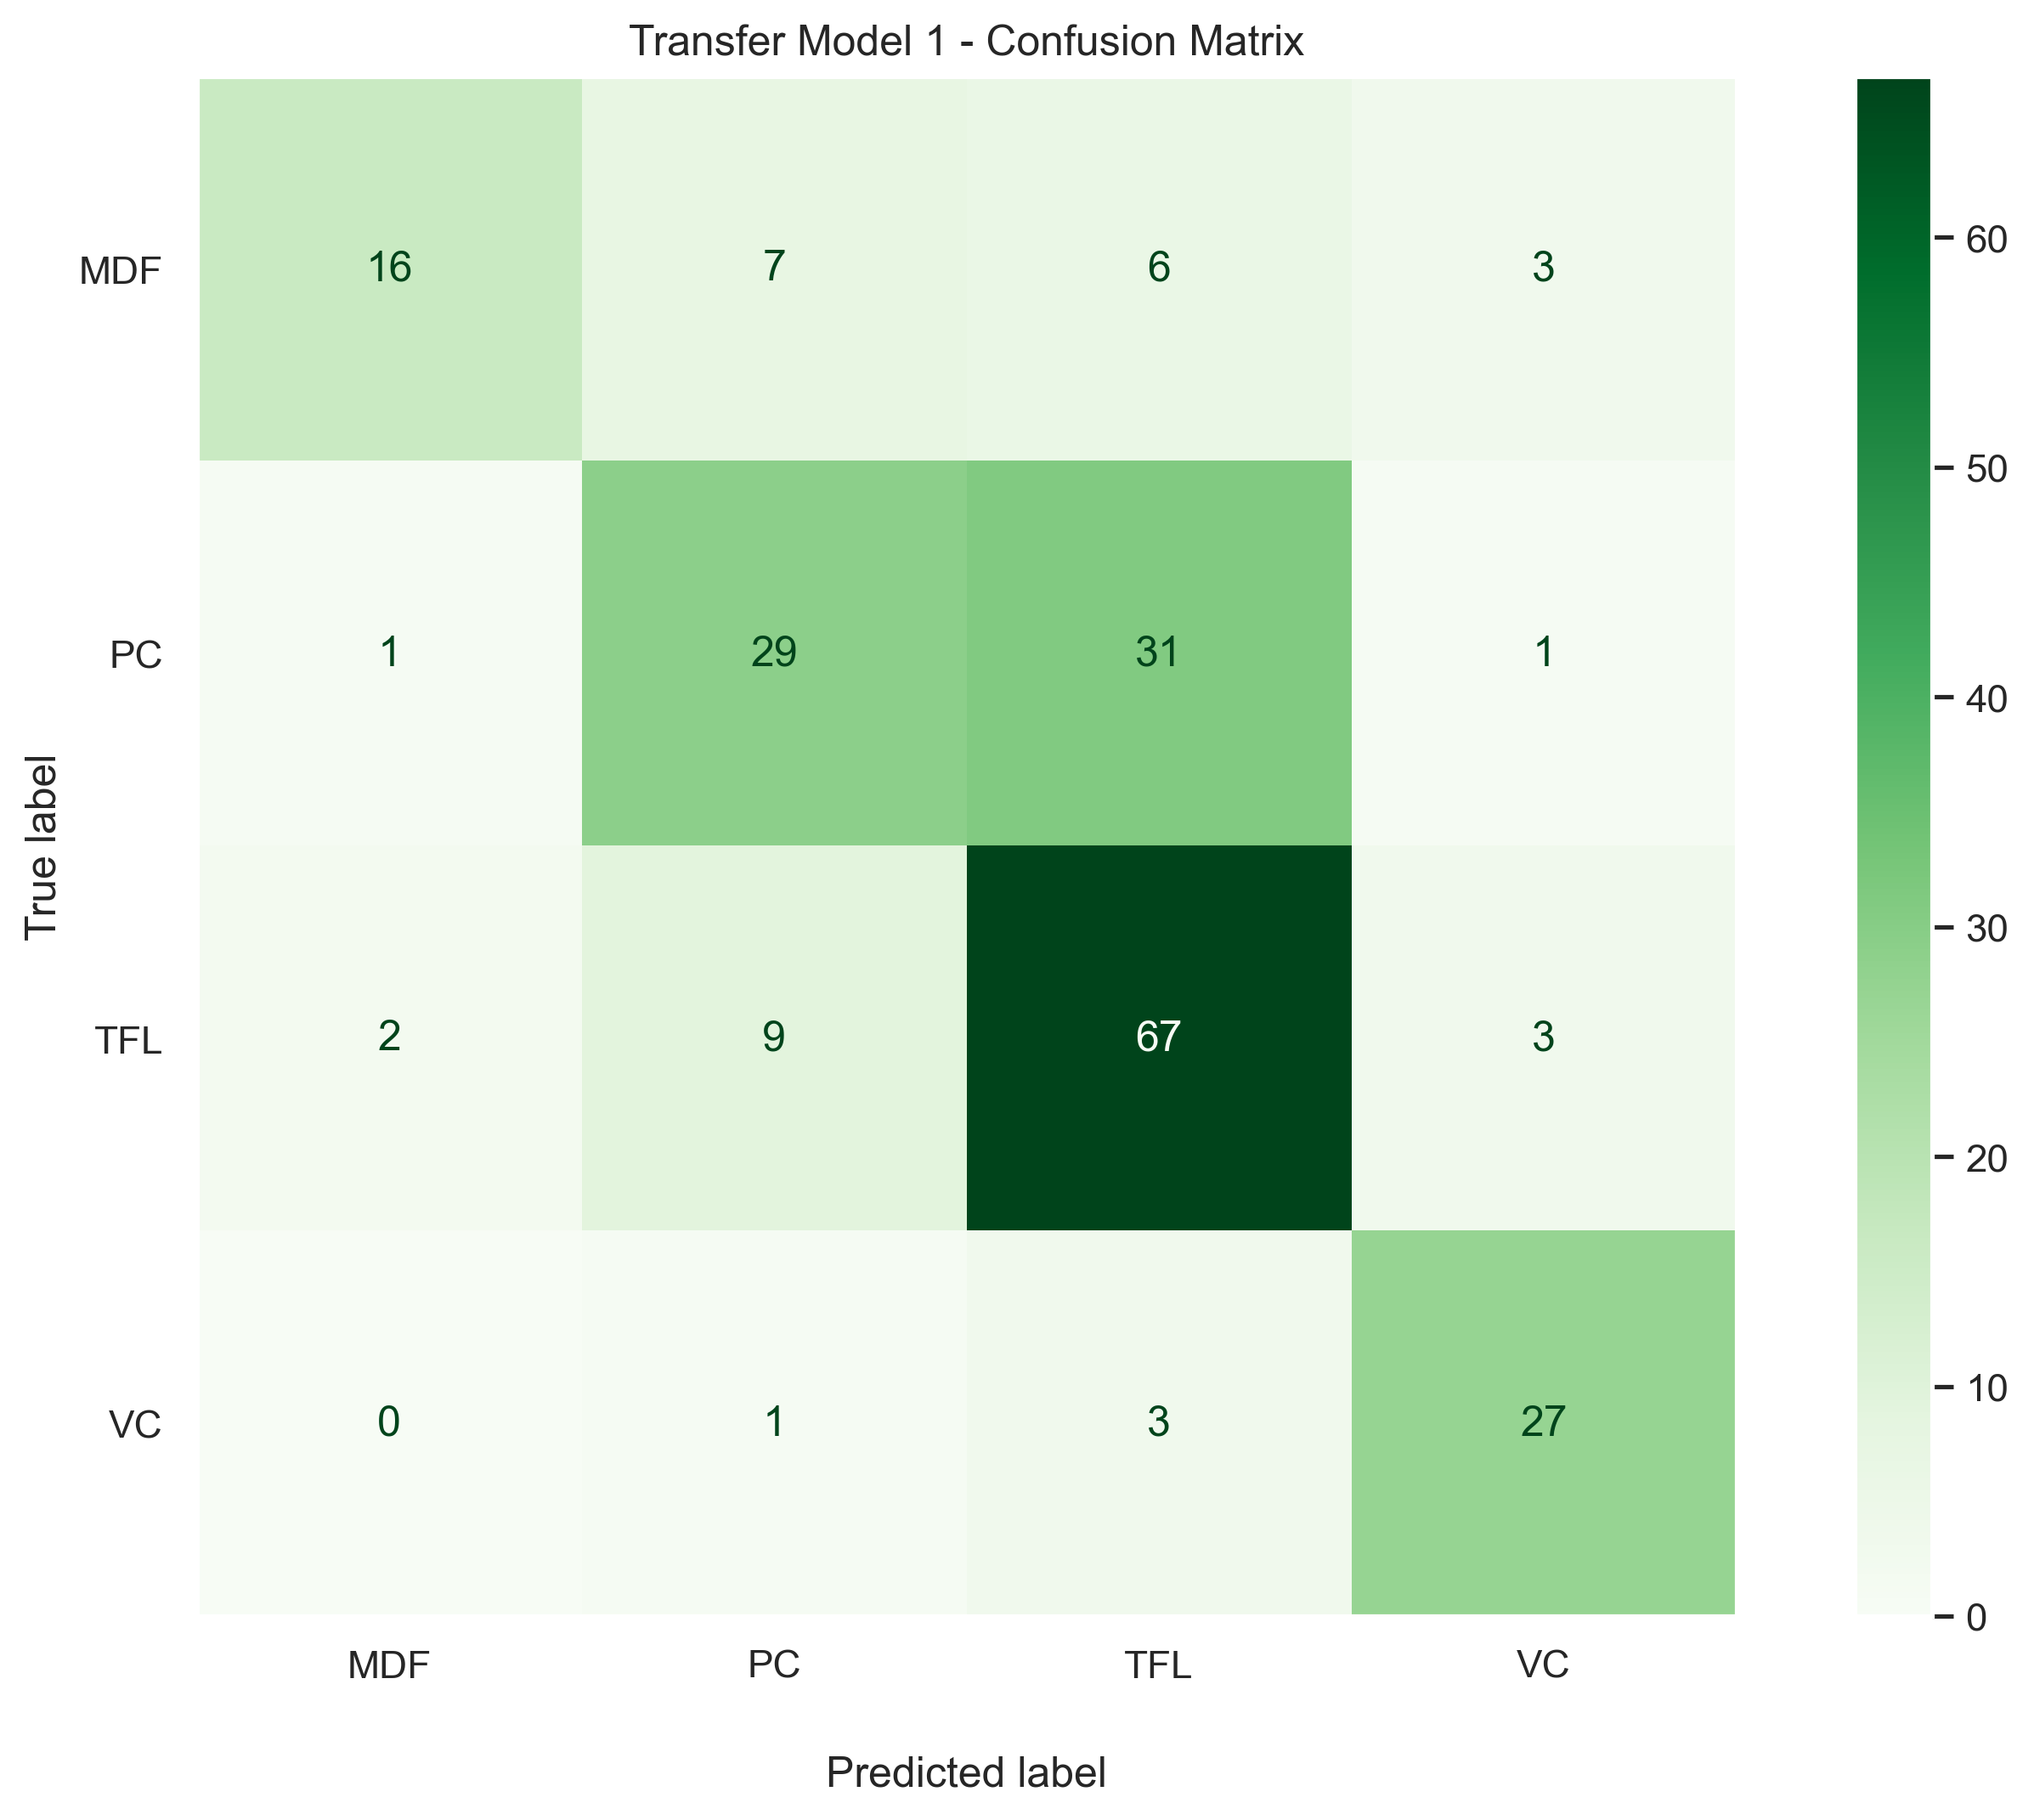 Transfer Model 1 - Confusion Matrix
True label
MDF 16 7 6 3
PC 1 29 31 1
TFL 2 9 67 3
VC 0 1 3 27
MDF PC TFL VC
Predicted label
60
50
40
30
20
10
0